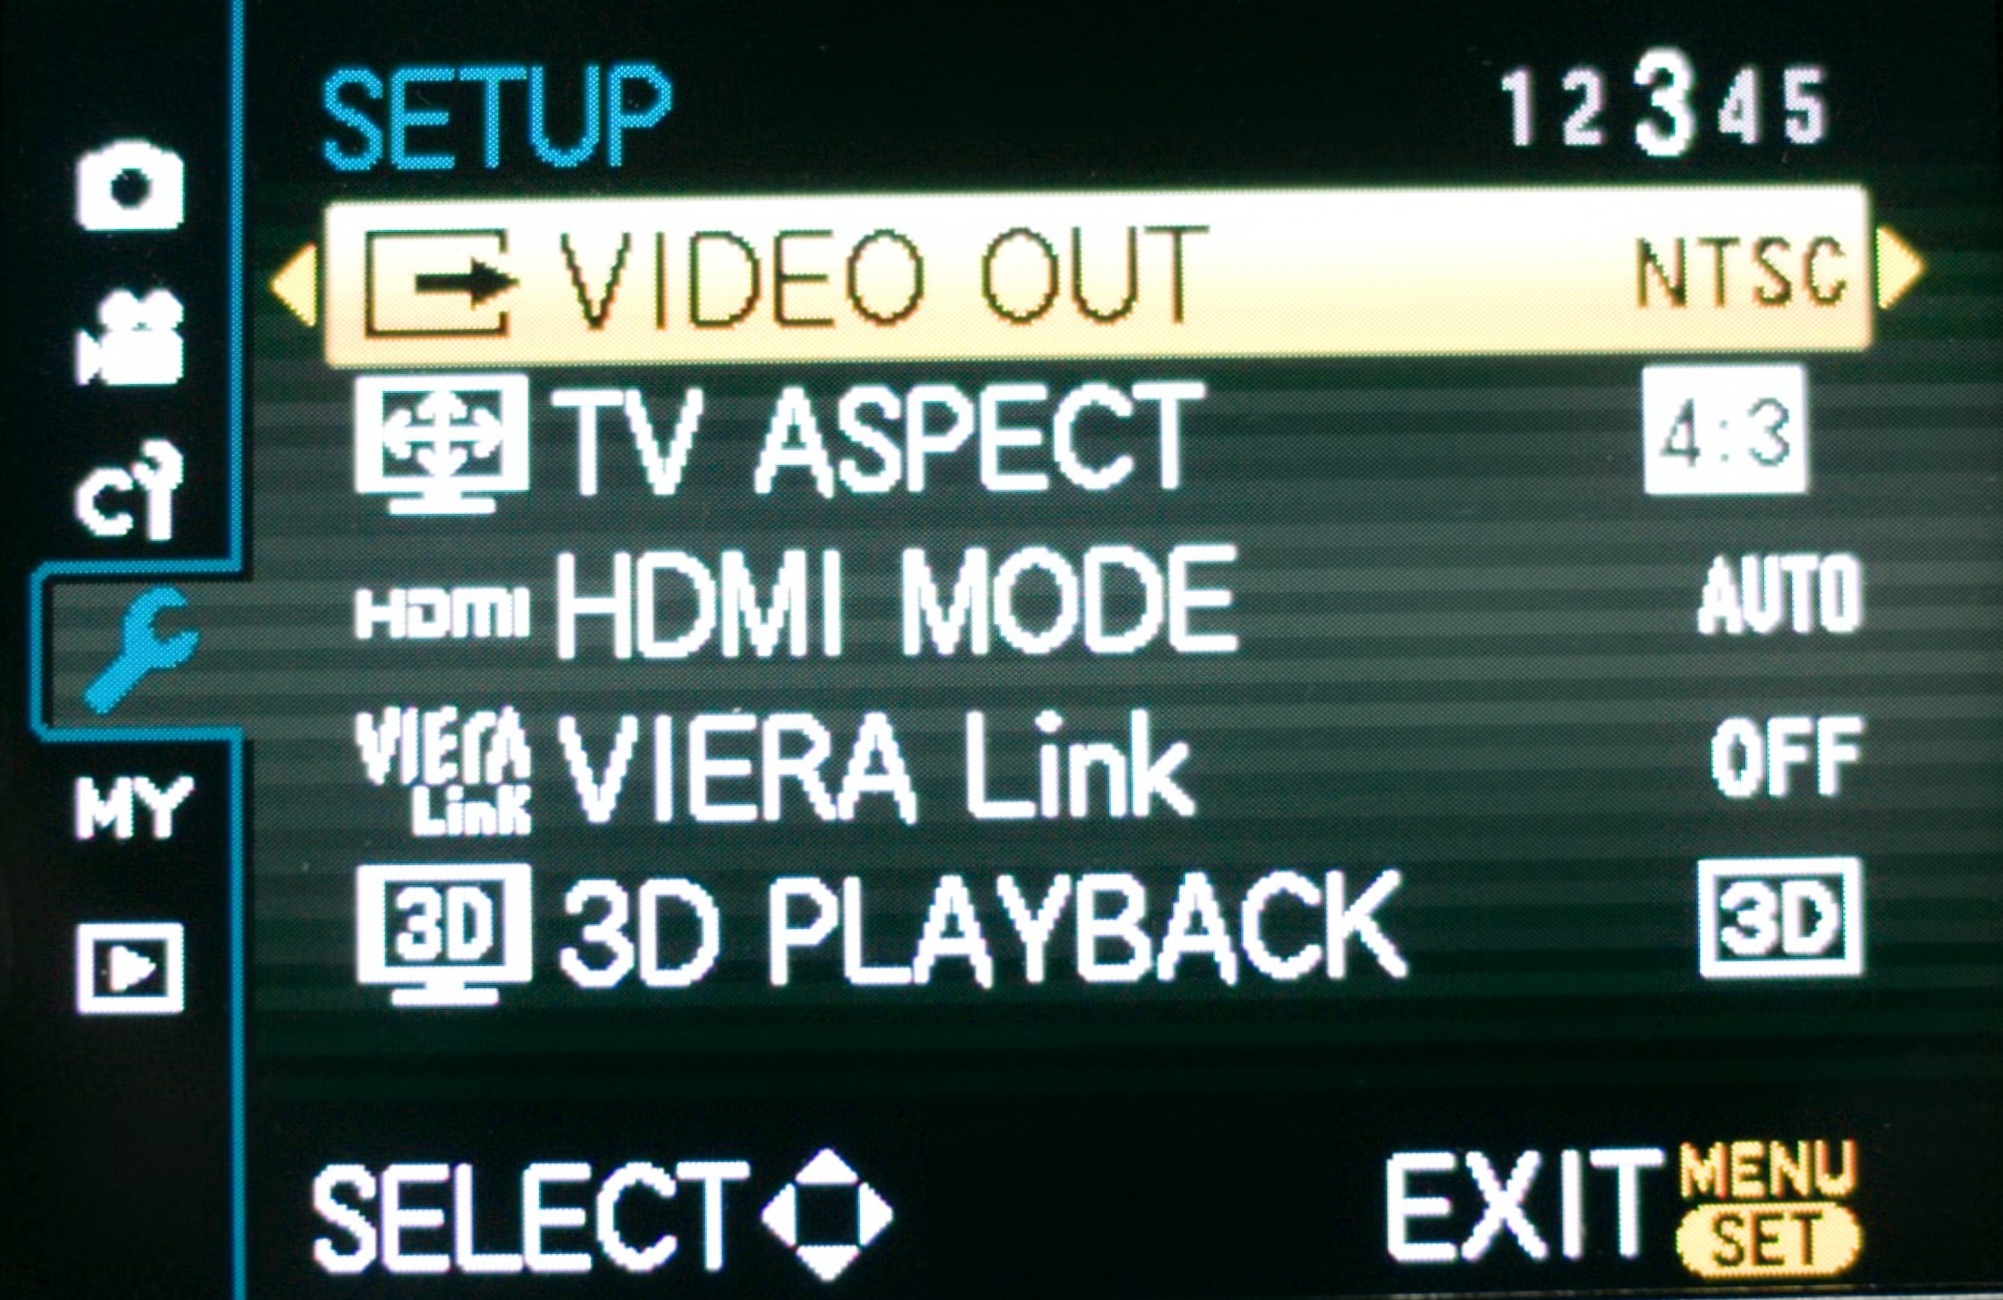 SETUP 1 2 3 4 5
VIDEO OUT NTSC
TV ASPECT 4:3
C
HDMI HDMI MODE AUTO
VIERA Link VIERA Link OFF
MY
3D 3D PLAYBACK 3D
SELECT EXIT MENU
SET